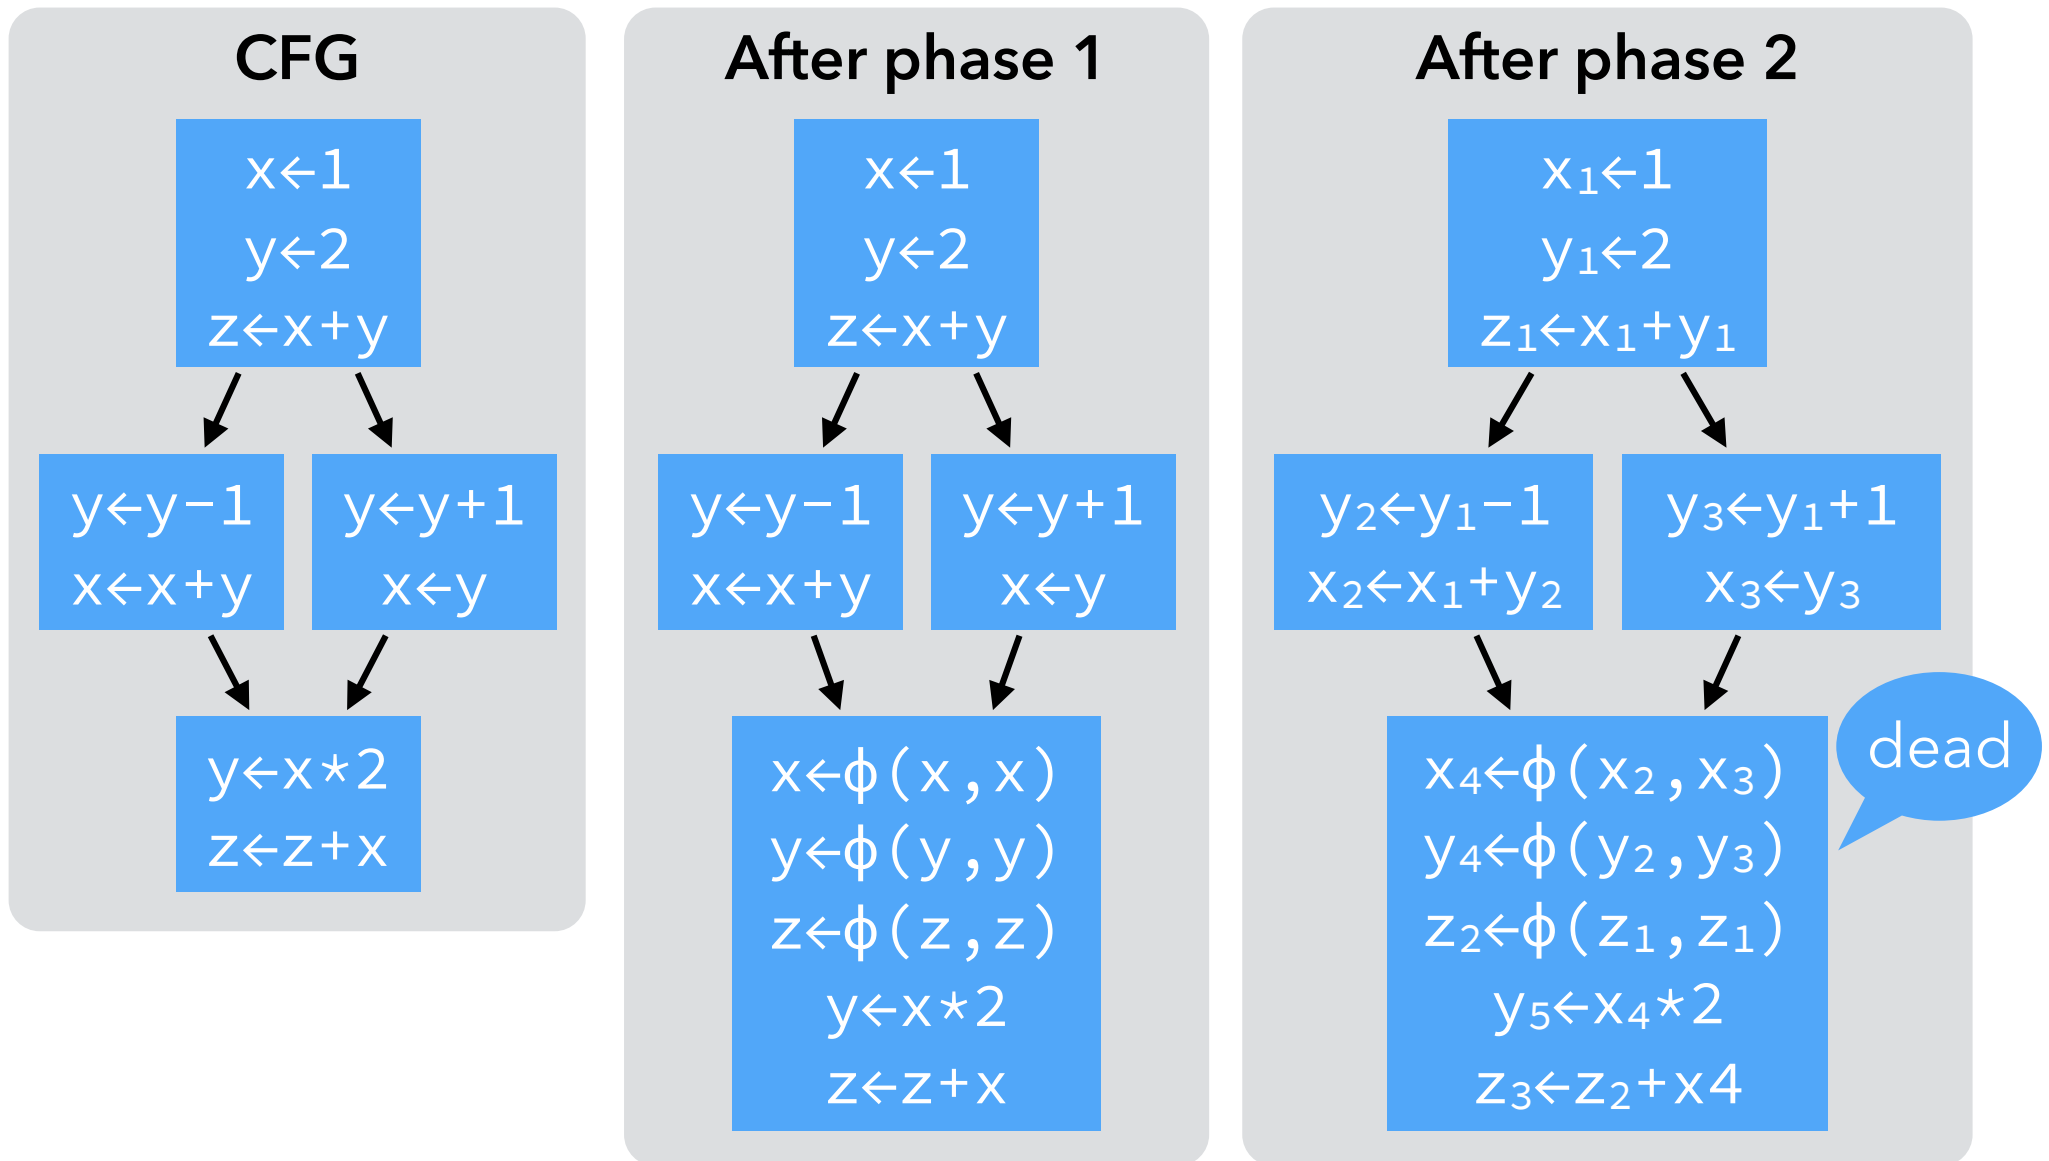 CFG
x←1
y←2
z←x+y
y←y-1
x←x+y
y←y+1
x←y
y←x*2
z←z+x
After phase 1
x←1
y←2
z←x+y
y←y-1
x←x+y
y←y+1
x←y
x←ϕ(x,x)
y←ϕ(y,y)
z←ϕ(z,z)
y←x*2
z←z+x
After phase 2
x₁←1
y₁←2
z₁←x₁+y₁
y₂←y₁-1
x₂←x₁+y₂
y₃←y₁+1
x₃←y₃
x₄←ϕ(x₂,x₃)
y₄←ϕ(y₂,y₃)
z₂←ϕ(z₁,z₁)
y₅←x₄*2
z₃←z₂+x4
dead